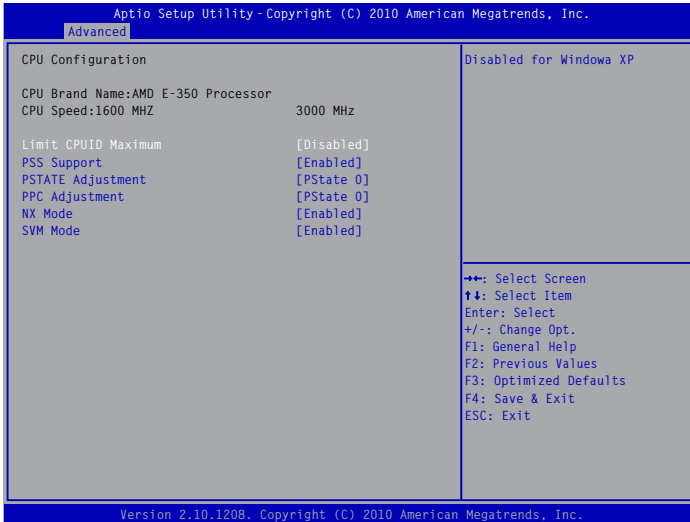 Aptio Setup Utility - Copyright (C) 2010 American Megatrends, Inc.
Advanced
CPU Configuration
CPU Brand Name:AMD E-350 Processor
CPU Speed:1600 MHZ 3000 MHz
Limit CPUID Maximum [Disabled]
PSS Support [Enabled]
PSTATE Adjustment [PState 0]
PPC Adjustment [PState 0]
NX Mode [Enabled]
SVM Mode [Enabled]
Disabled for Windowa XP
→←: Select Screen
↑↓: Select Item
Enter: Select
+/-: Change Opt.
F1: General Help
F2: Previous Values
F3: Optimized Defaults
F4: Save & Exit
ESC: Exit
Version 2.10.1208. Copyright (C) 2010 American Megatrends, Inc.